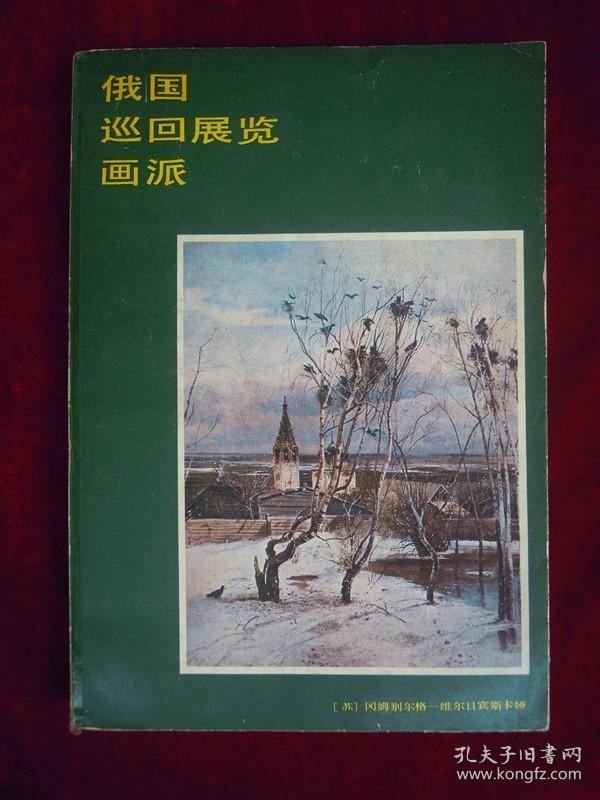 俄国
巡回展览
画派
[苏] 冈姆别尔格—维尔日宾斯卡娅
孔夫子旧书网
www.kongfz.com